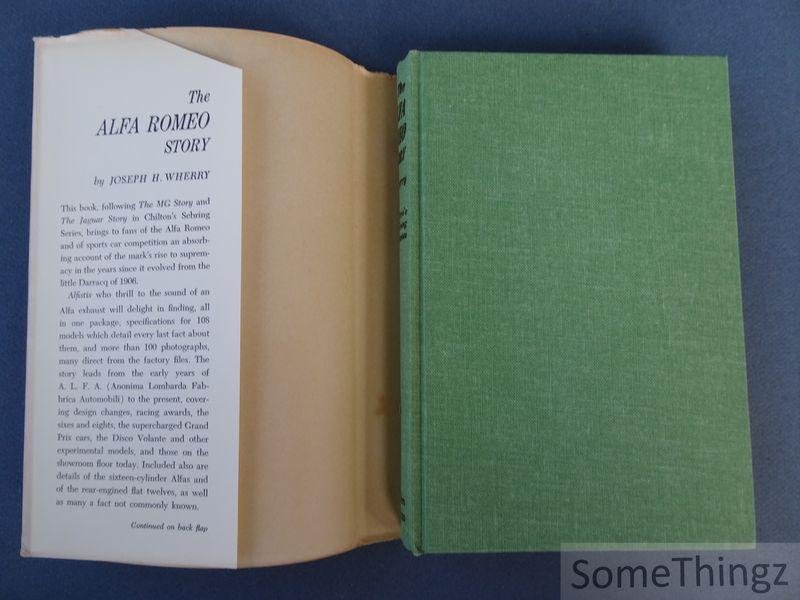 The
ALFA ROMEO
STORY
by JOSEPH H. WHERRY
This book, following The MG Story and
The Jaguar Story in Chilton's Sebring
Series, brings to fans of the Alfa Romeo
and of sports car competition an absorb-
ing account of the mark's rise to suprem-
acy in the years since it evolved from the
little Darracq of 1906.
Alfistis who thrill to the sound of an
Alfa exhaust will delight in finding, all
in one package, specifications for 108
models which detail every last fact about
them, and more than 100 photographs,
many direct from the factory files. The
story leads from the early years of
A. L. F. A. (Anonima Lombarda Fab-
brica Automobili) to the present, cover-
ing design changes, racing awards, the
sixes and eights, the supercharged Grand
Prix cars, the Disco Volante and other
experimental models, and those on the
showroom floor today. Included also are
details of the sixteen-cylinder Alfas and
of the rear-engined flat twelves, as well
as many a fact not commonly known.
Continued on back flap
The
SomeThingz